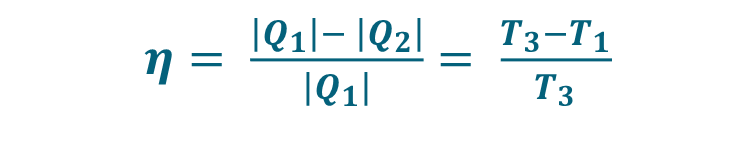 η = (|Q₁| − |Q₂|) / |Q₁| = (T₃ − T₁) / T₃